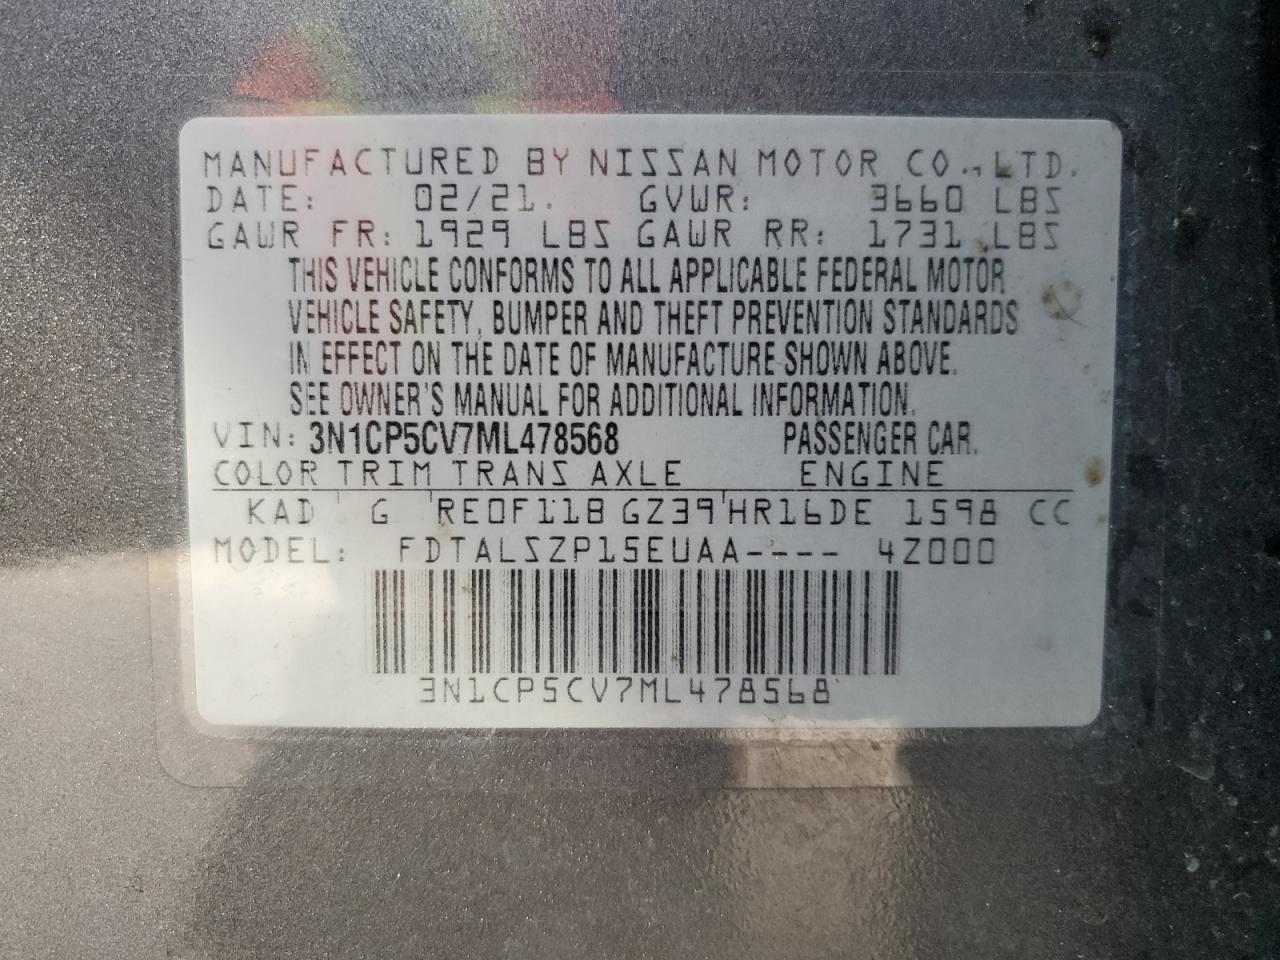 MANUFACTURED BY NISSAN MOTOR CO., LTD.
DATE: 02/21. GVWR: 3660 LBS
GAWR FR: 1929 LBS GAWR RR: 1731 LBS
THIS VEHICLE CONFORMS TO ALL APPLICABLE FEDERAL MOTOR
VEHICLE SAFETY, BUMPER AND THEFT PREVENTION STANDARDS
IN EFFECT ON THE DATE OF MANUFACTURE SHOWN ABOVE.
SEE OWNER'S MANUAL FOR ADDITIONAL INFORMATION.
VIN: 3N1CP5CV7ML478568 PASSENGER CAR.
COLOR TRIM TRANS AXLE ENGINE
KAD ' G ' RE0F11B GZ39 ' HR16DE 1598 CC
MODEL: FDTALSZP15EUAA---- 4Z000
3N1CP5CV7ML478568